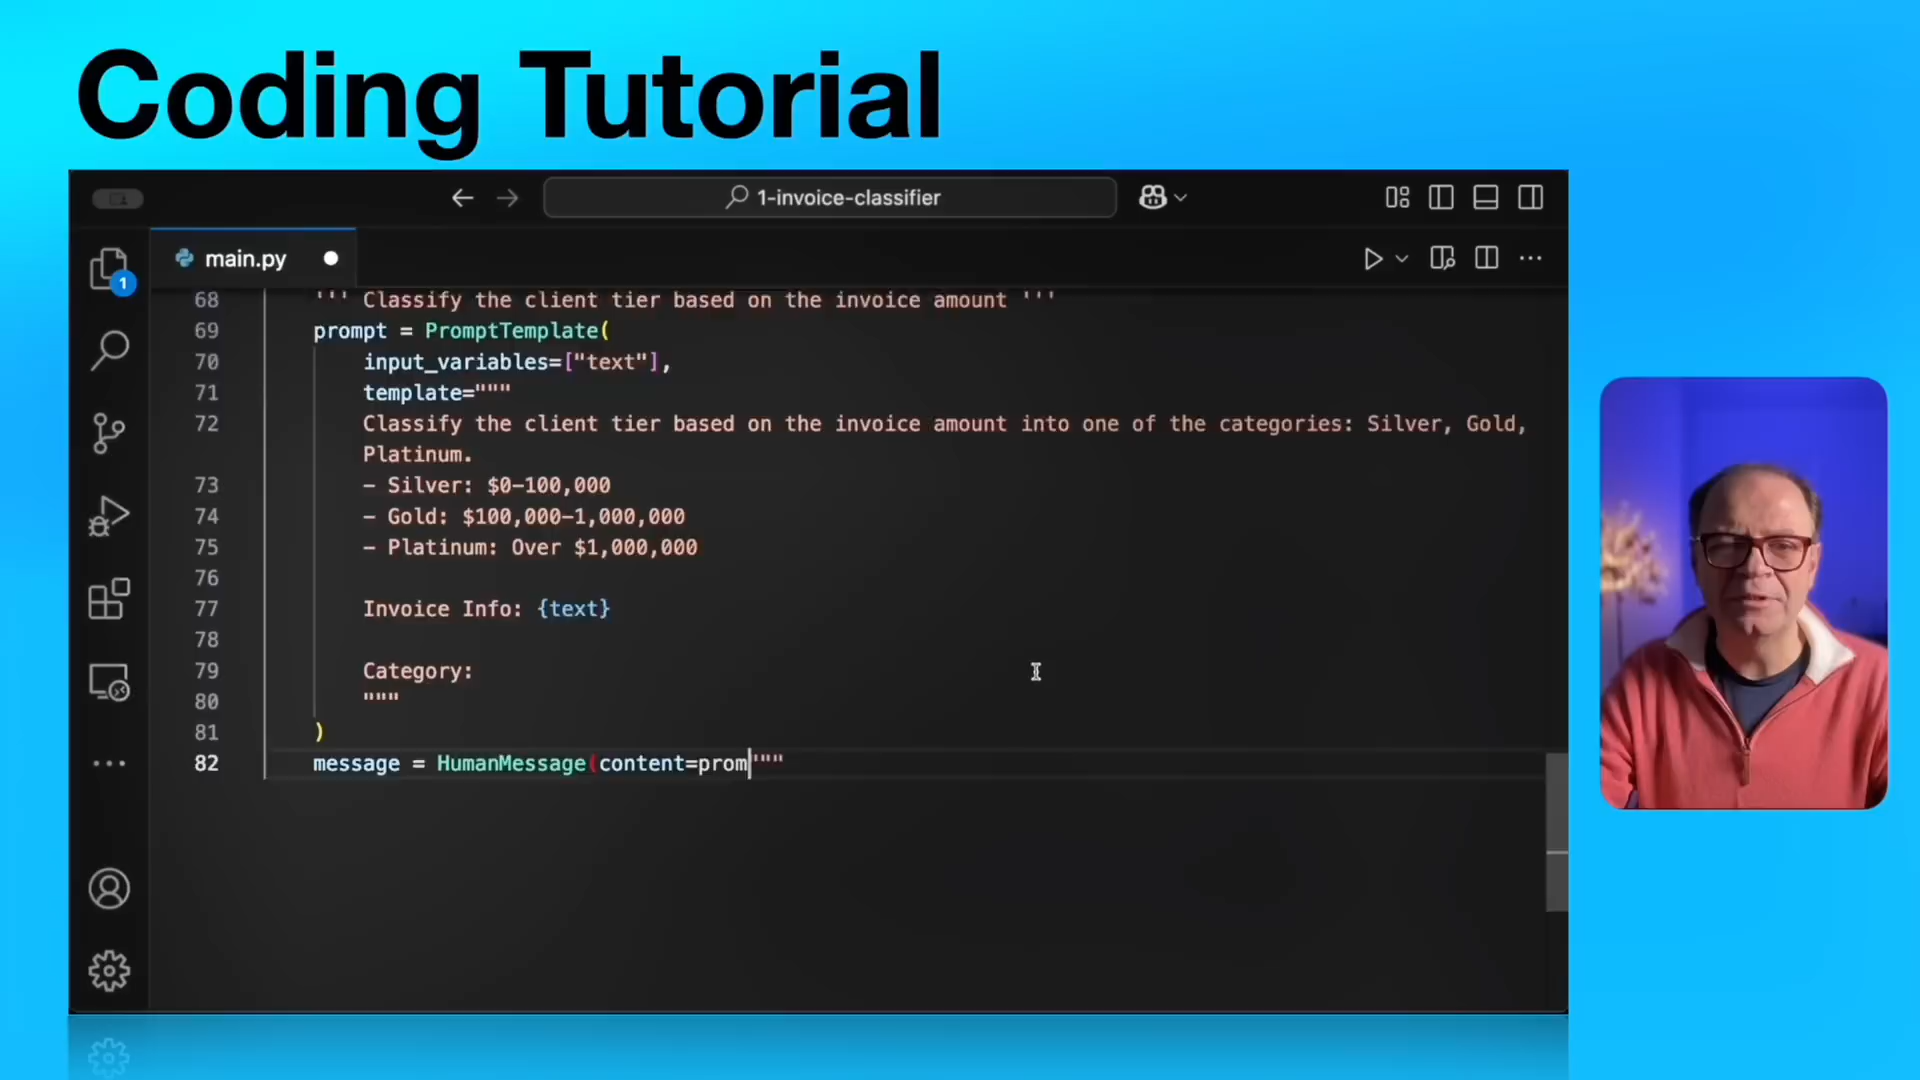 Coding Tutorial
1-invoice-classifier
main.py
1
68 ''' Classify the client tier based on the invoice amount '''
69 prompt = PromptTemplate(
70 input_variables=["text"],
71 template="""
72 Classify the client tier based on the invoice amount into one of the categories: Silver, Gold,
Platinum.
73 - Silver: $0-100,000
74 - Gold: $100,000-1,000,000
75 - Platinum: Over $1,000,000
76
77 Invoice Info: {text}
78
79 Category:
80 """
81 )
82 message = HumanMessage(content=prom"""